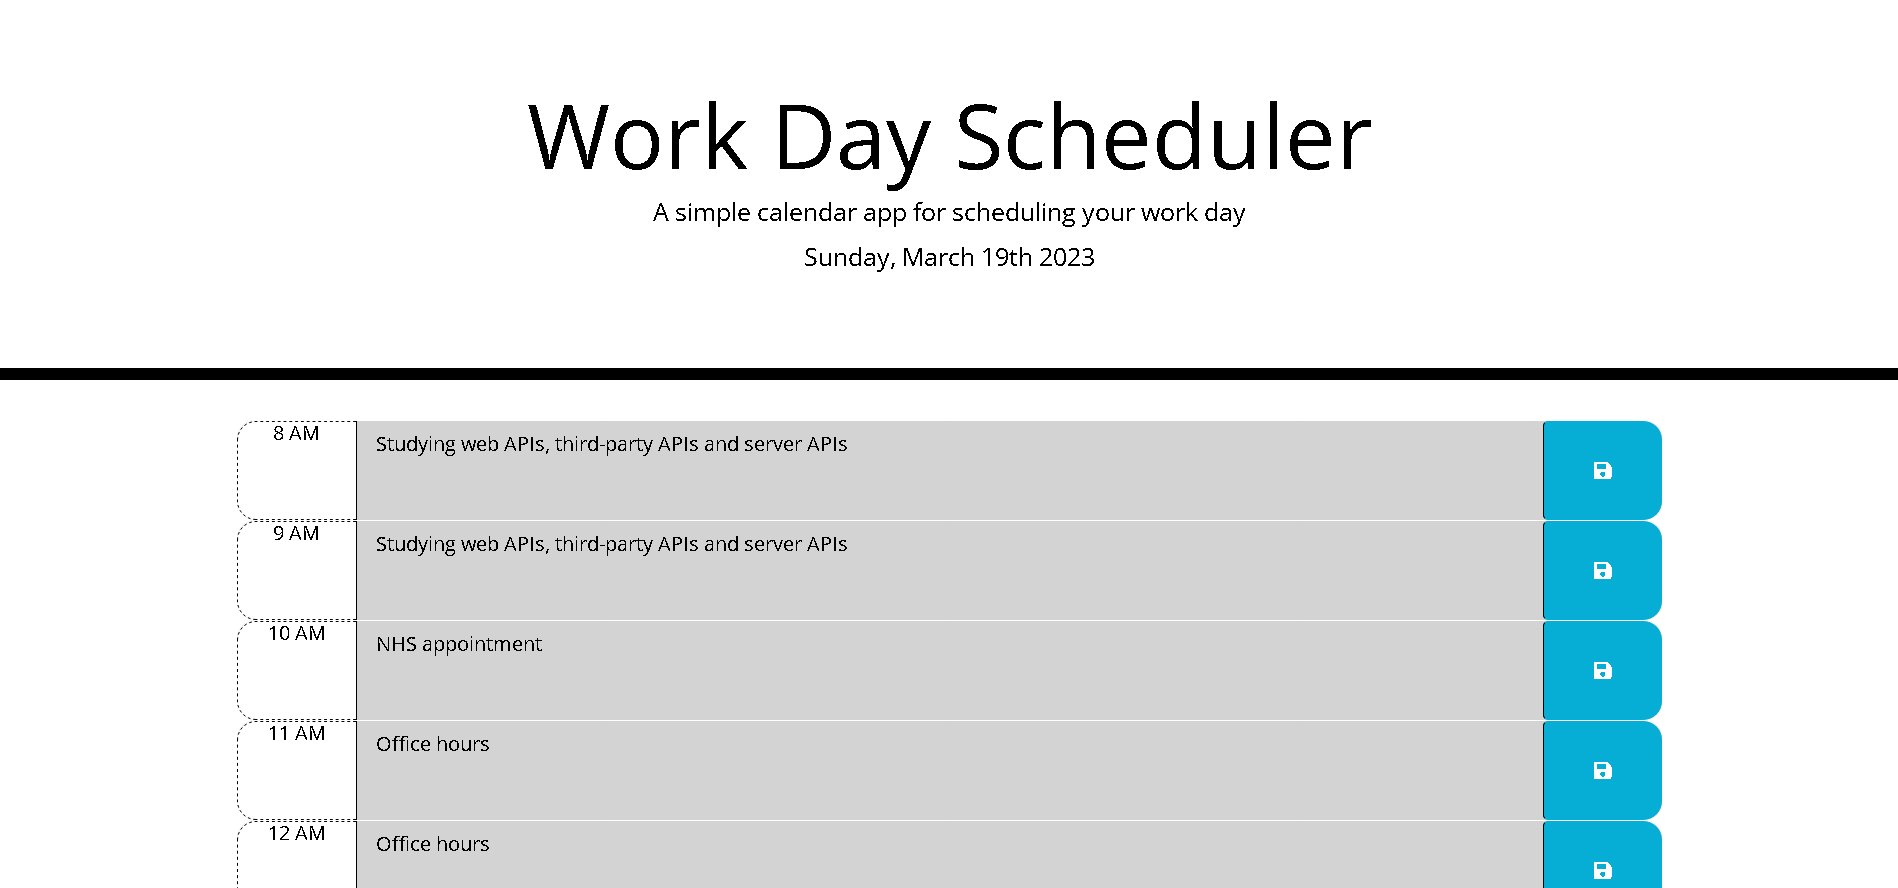 Work Day Scheduler
A simple calendar app for scheduling your work day
Sunday, March 19th 2023
8 AM
Studying web APIs, third-party APIs and server APIs
9 AM
Studying web APIs, third-party APIs and server APIs
10 AM
NHS appointment
11 AM
Office hours
12 AM
Office hours